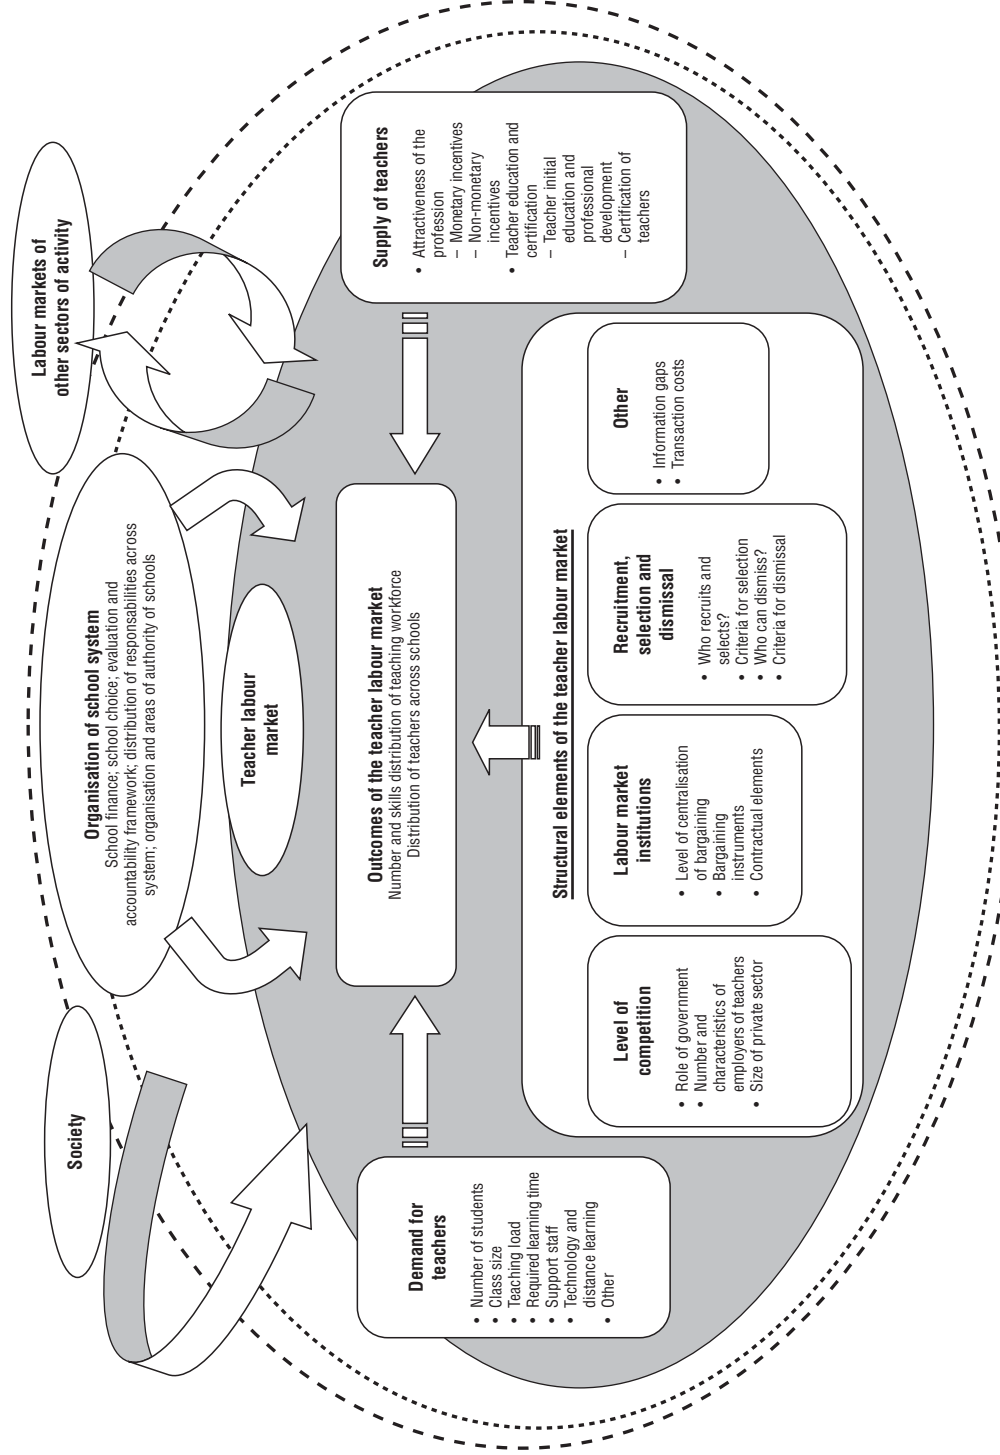 Society
Organisation of school system
School finance; school choice; evaluation and
accountability framework; distribution of responsabilities across
system; organisation and areas of authority of schools
Labour markets of
other sectors of activity
Teacher labour
market
Demand for
teachers
• Number of students
• Class size
• Teaching load
• Required learning time
• Support staff
• Technology and
distance learning
• Other
Outcomes of the teacher labour market
Number and skills distribution of teaching workforce
Distribution of teachers across schools
Supply of teachers
• Attractiveness of the
profession
– Monetary incentives
– Non-monetary
incentives
• Teacher education and
certification
– Teacher initial
education and
professional
development
– Certification of
teachers
Structural elements of the teacher labour market
Level of
competition
• Role of government
• Number and
characteristics of
employers of teachers
• Size of private sector
Labour market
institutions
• Level of centralisation
of bargaining
• Bargaining
instruments
• Contractual elements
Recruitment,
selection and
dismissal
• Who recruits and
selects?
• Criteria for selection
• Who can dismiss?
• Criteria for dismissal
Other
• Information gaps
• Transaction costs